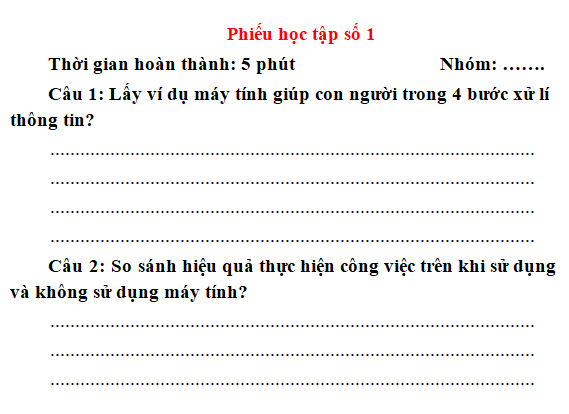 Phiếu học tập số 1
Thời gian hoàn thành: 5 phút Nhóm: …….
Câu 1: Lấy ví dụ máy tính giúp con người trong 4 bước xử lí
thông tin?
....................................................................................................
....................................................................................................
....................................................................................................
....................................................................................................
Câu 2: So sánh hiệu quả thực hiện công việc trên khi sử dụng
và không sử dụng máy tính?
....................................................................................................
....................................................................................................
....................................................................................................